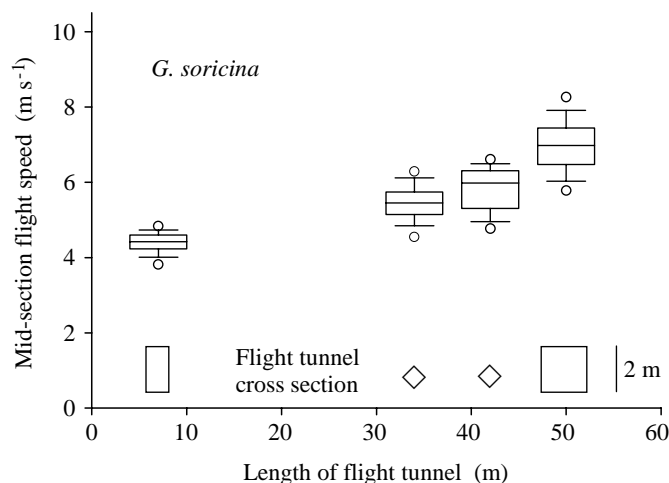 10
G. soricina
8
6
4
2
0
Mid-section flight speed (m s-1)
Flight tunnel
cross section
2 m
0
10
20
30
40
50
60
Length of flight tunnel (m)